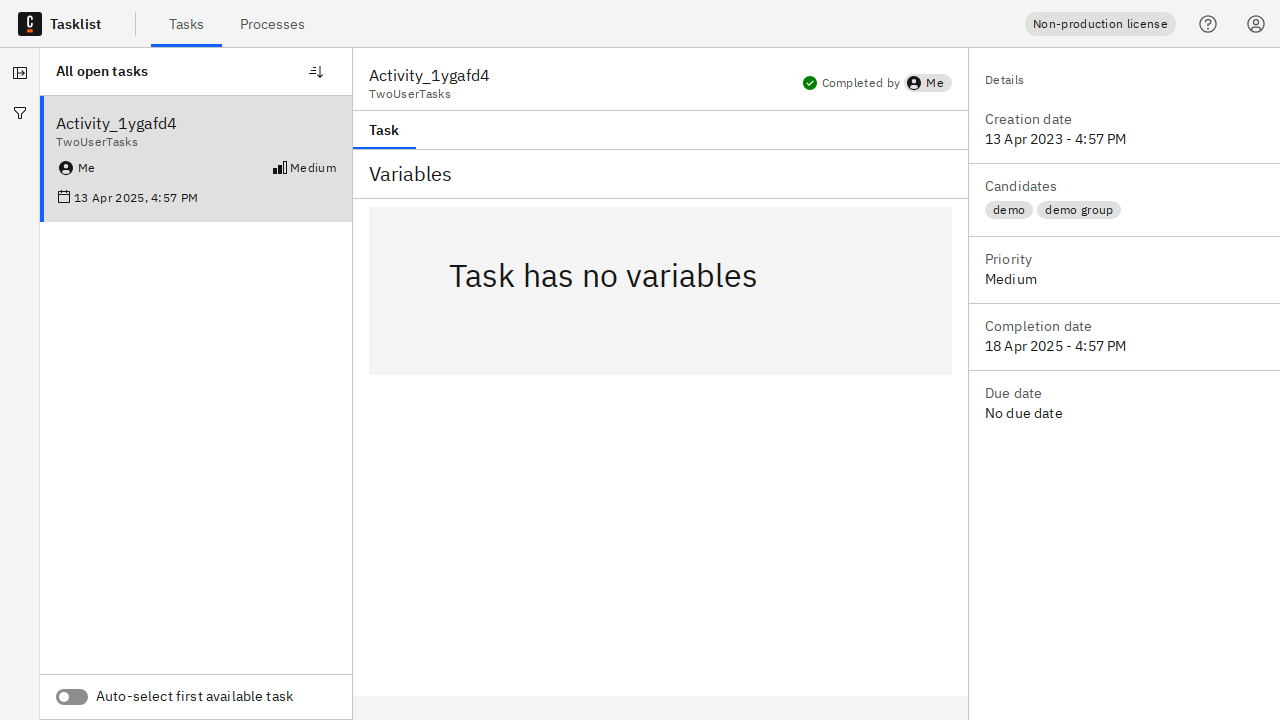 Tasklist
Tasks
Processes
Non-production license
All open tasks
Activity_1ygafd4
TwoUserTasks
Me
Medium
13 Apr 2025, 4:57 PM
Auto-select first available task
Activity_1ygafd4
TwoUserTasks
Completed by
Me
Task
Variables
Task has no variables
Details
Creation date
13 Apr 2023 - 4:57 PM
Candidates
demo
demo group
Priority
Medium
Completion date
18 Apr 2025 - 4:57 PM
Due date
No due date